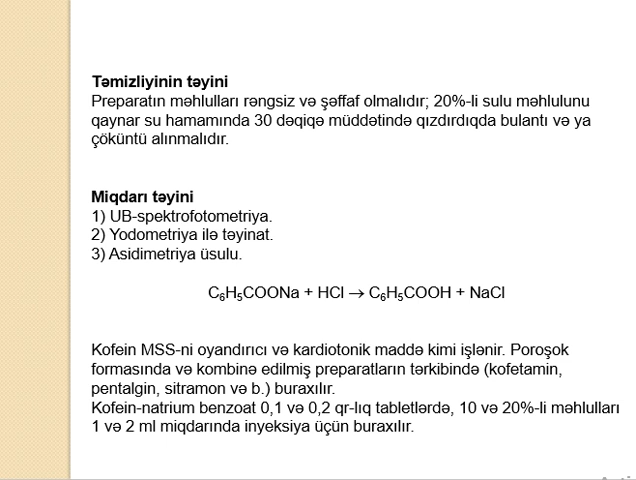 Təmizliyinin təyini
Preparatın məhlulları rəngsiz və şəffaf olmalıdır; 20%-li sulu məhlulunu
qaynar su hamamında 30 dəqiqə müddətində qızdırdıqda bulantı və ya
çöküntü alınmalıdır.
Miqdarı təyini
1) UB-spektrofotometriya.
2) Yodometriya ilə təyinat.
3) Asidimetriya üsulu.
C₆H₅COONa + HCl → C₆H₅COOH + NaCl
Kofein MSS-ni oyandırıcı və kardiotonik maddə kimi işlənir. Poroşok
formasında və kombinə edilmiş preparatların tərkibində (kofetamin,
pentalgin, sitramon və b.) buraxılır.
Kofein-natrium benzoat 0,1 və 0,2 qr-lıq tabletlərdə, 10 və 20%-li məhlulları
1 və 2 ml miqdarında inyeksiya üçün buraxılır.